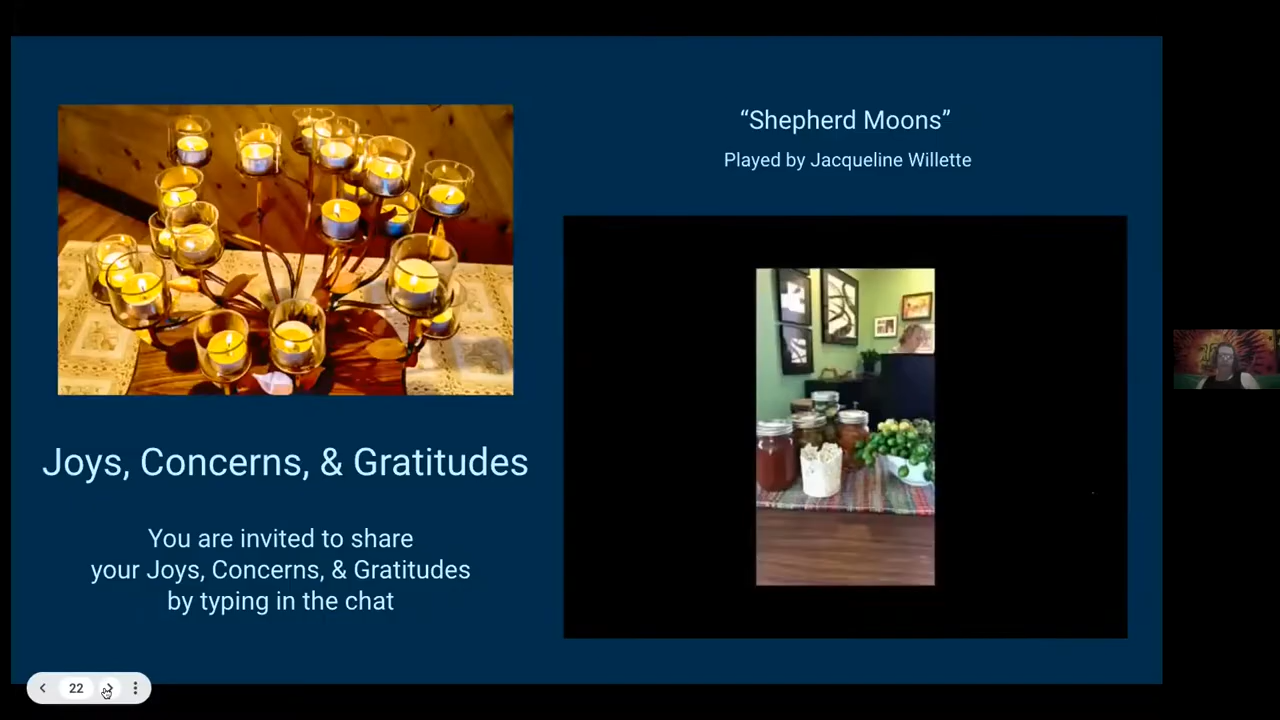 “Shepherd Moons”
Played by Jacqueline Willette
Joys, Concerns, & Gratitudes
You are invited to share
your Joys, Concerns, & Gratitudes
by typing in the chat
22